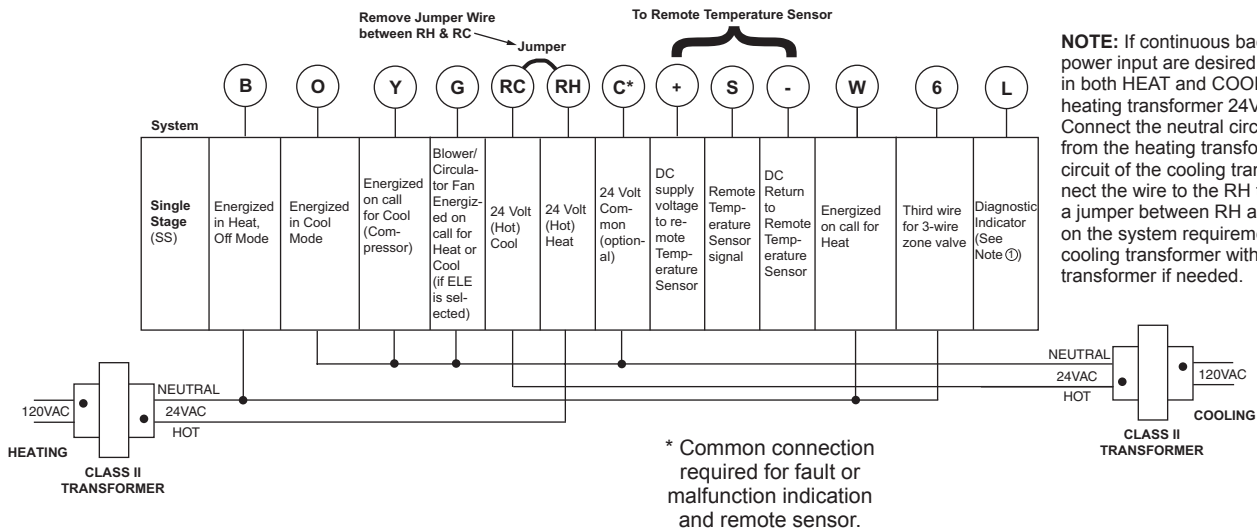 Remove Jumper Wire
between RH & RC
Jumper
To Remote Temperature Sensor
B
O
Y
G
RC
RH
C*
+
S
-
W
6
L
System
Single
Stage
(SS)
Energized
in Heat,
Off Mode
Energized
in Cool
Mode
Energized
on call
for Cool
(Com-
pressor)
Blower/
Circula-
tor Fan
Energiz-
ed on
call for
Heat or
Cool
(if ELE
is sel-
ected)
24 Volt
(Hot)
Cool
24 Volt
(Hot)
Heat
24 Volt
Com-
mon
(option-
al)
DC
supply
voltage
to re-
mote
Temp-
erature
Sensor
Remote
Temp-
erature
Sensor
signal
DC
Return
to
Remote
Temp-
erature
Sensor
Energized
on call for
Heat
Third wire
for 3-wire
zone valve
Diagnostic
Indicator
(See
Note ①)
NOTE: If continuous bac
power input are desired
in both HEAT and COOL
heating transformer 24V
Connect the neutral circ
from the heating transfo
circuit of the cooling tran
nect the wire to the RH
a jumper between RH a
on the system requireme
cooling transformer with
transformer if needed.
120VAC
HEATING
NEUTRAL
24VAC
HOT
CLASS II
TRANSFORMER
NEUTRAL
24VAC
HOT
120VAC
COOLING
CLASS II
TRANSFORMER
* Common connection
required for fault or
malfunction indication
and remote sensor.